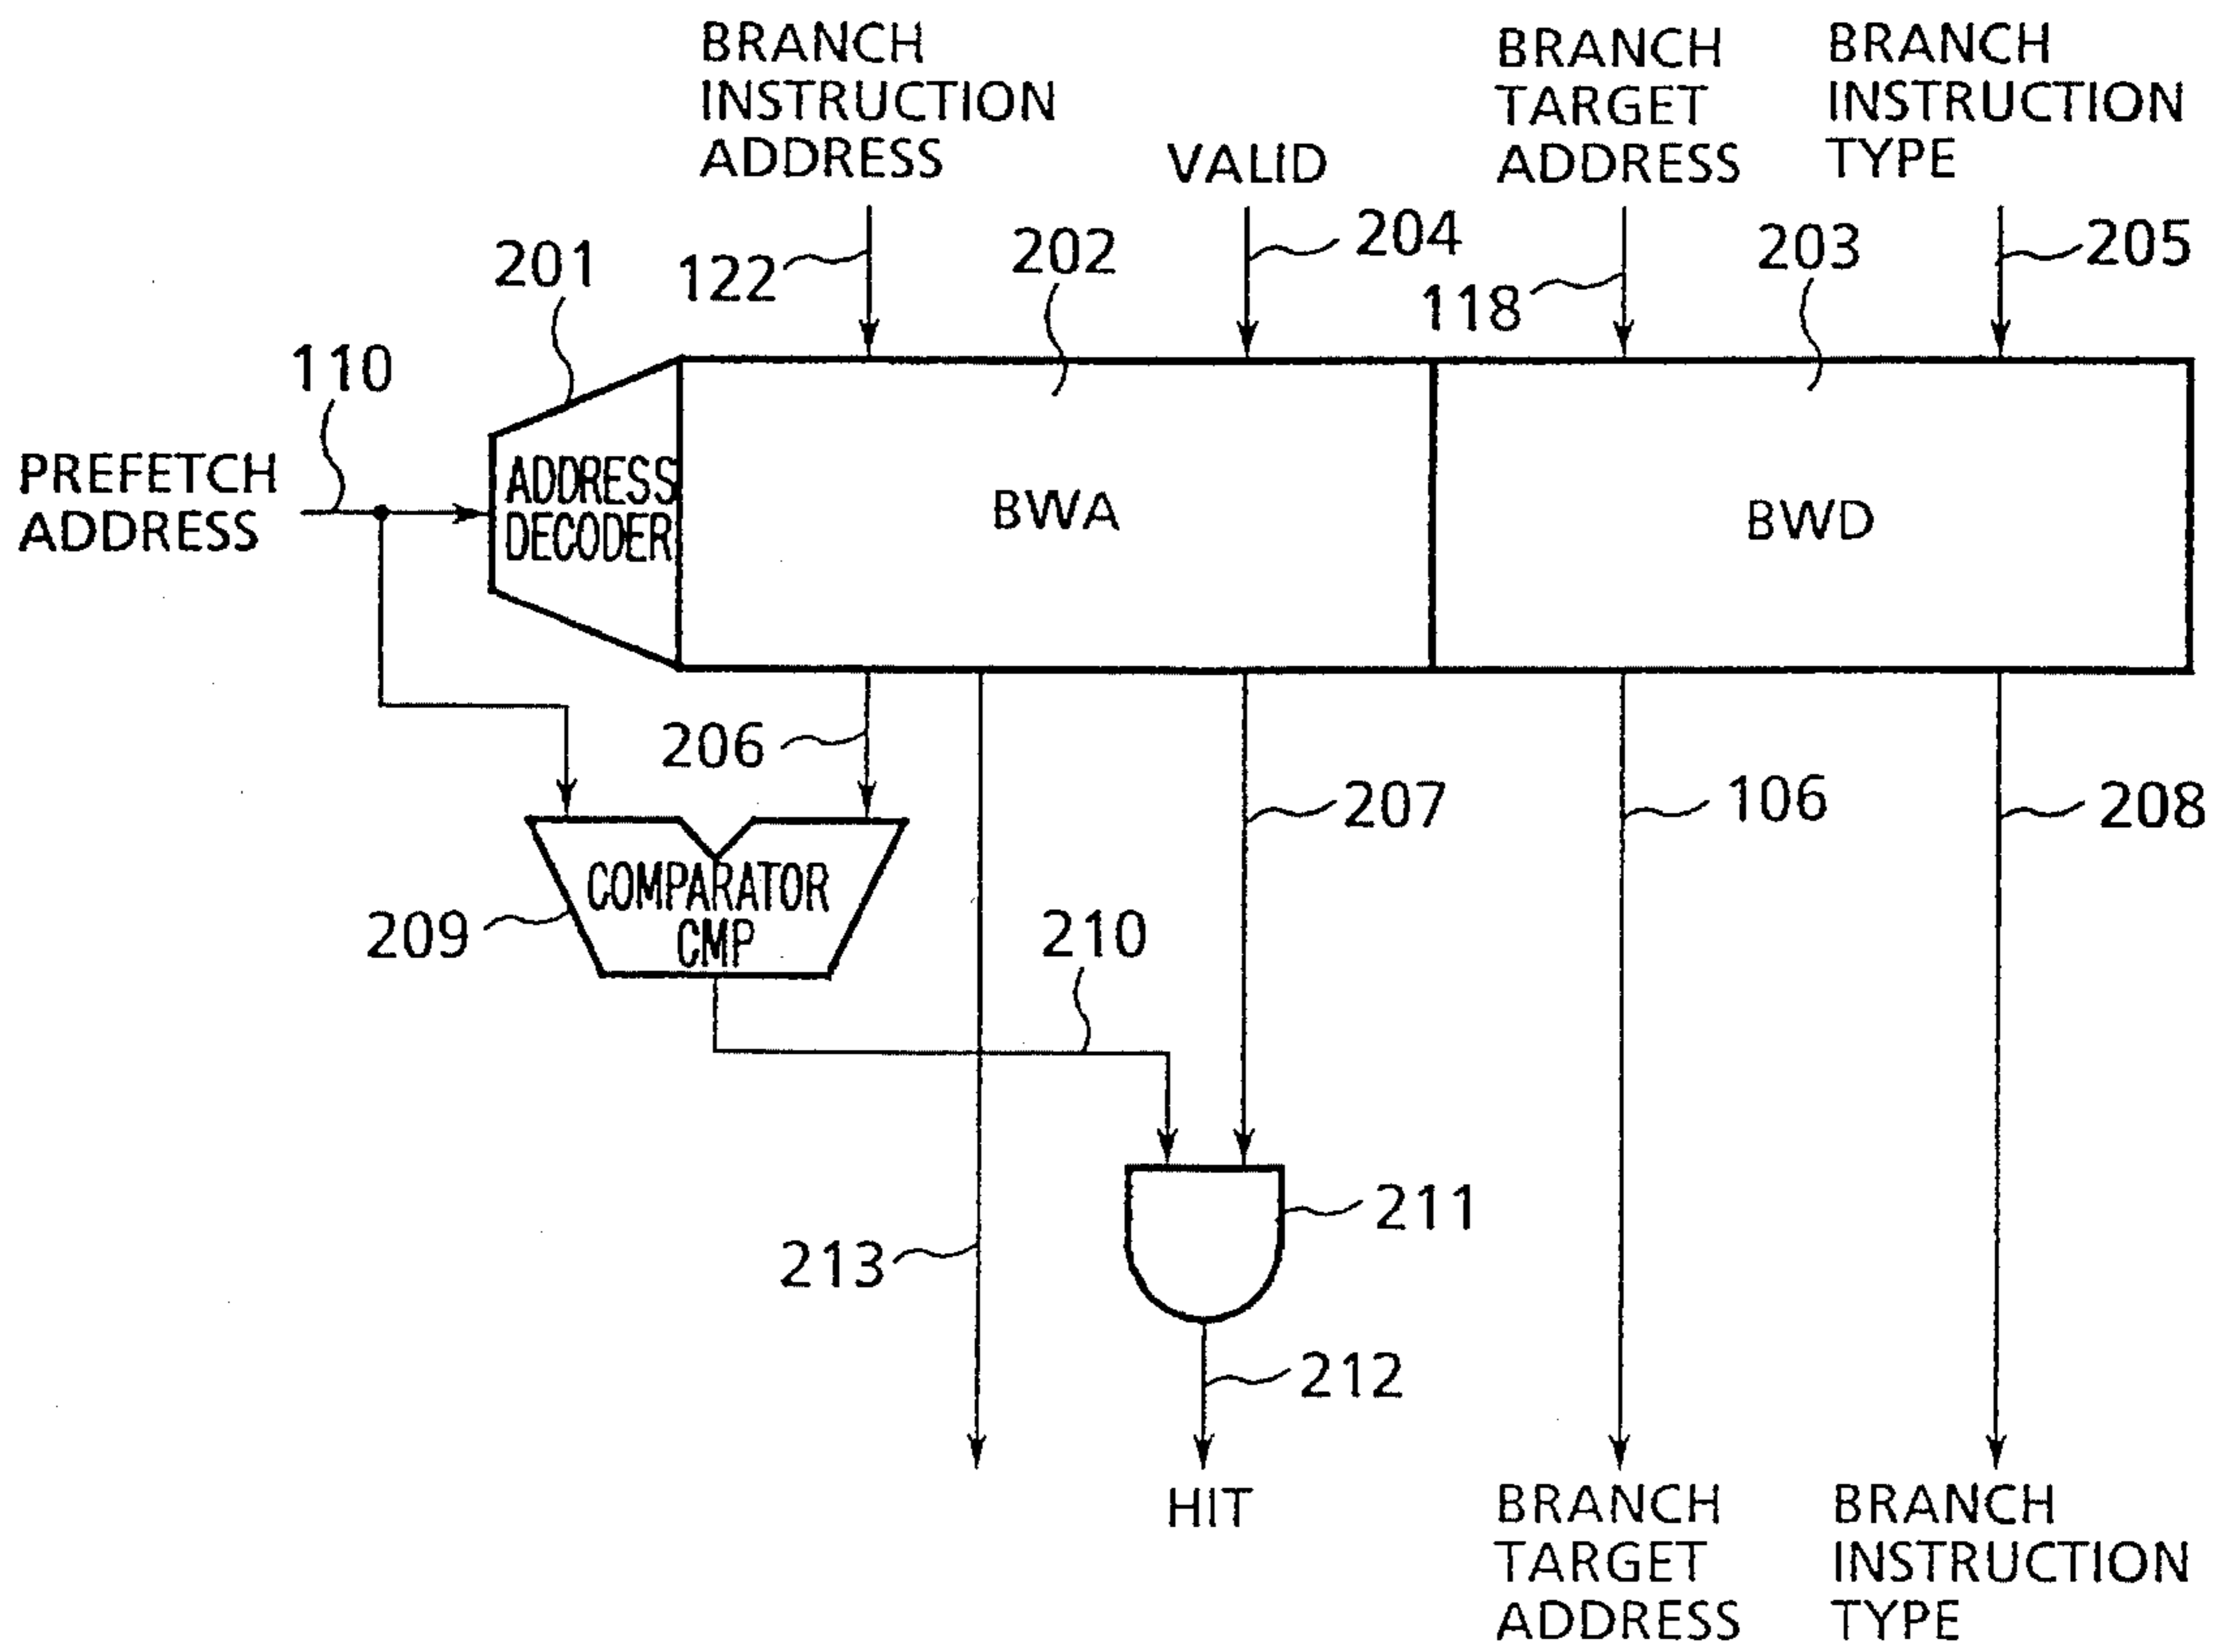 BRANCH
INSTRUCTION
ADDRESS
VALID
BRANCH
TARGET
ADDRESS
BRANCH
INSTRUCTION
TYPE
201
122
202
204
118
203
205
110
PREFETCH
ADDRESS
ADDRESS
DECODER
BWA
BWD
206
207
106
208
COMPARATOR
CMP
209
210
211
213
212
HIT
BRANCH
TARGET
ADDRESS
BRANCH
INSTRUCTION
TYPE